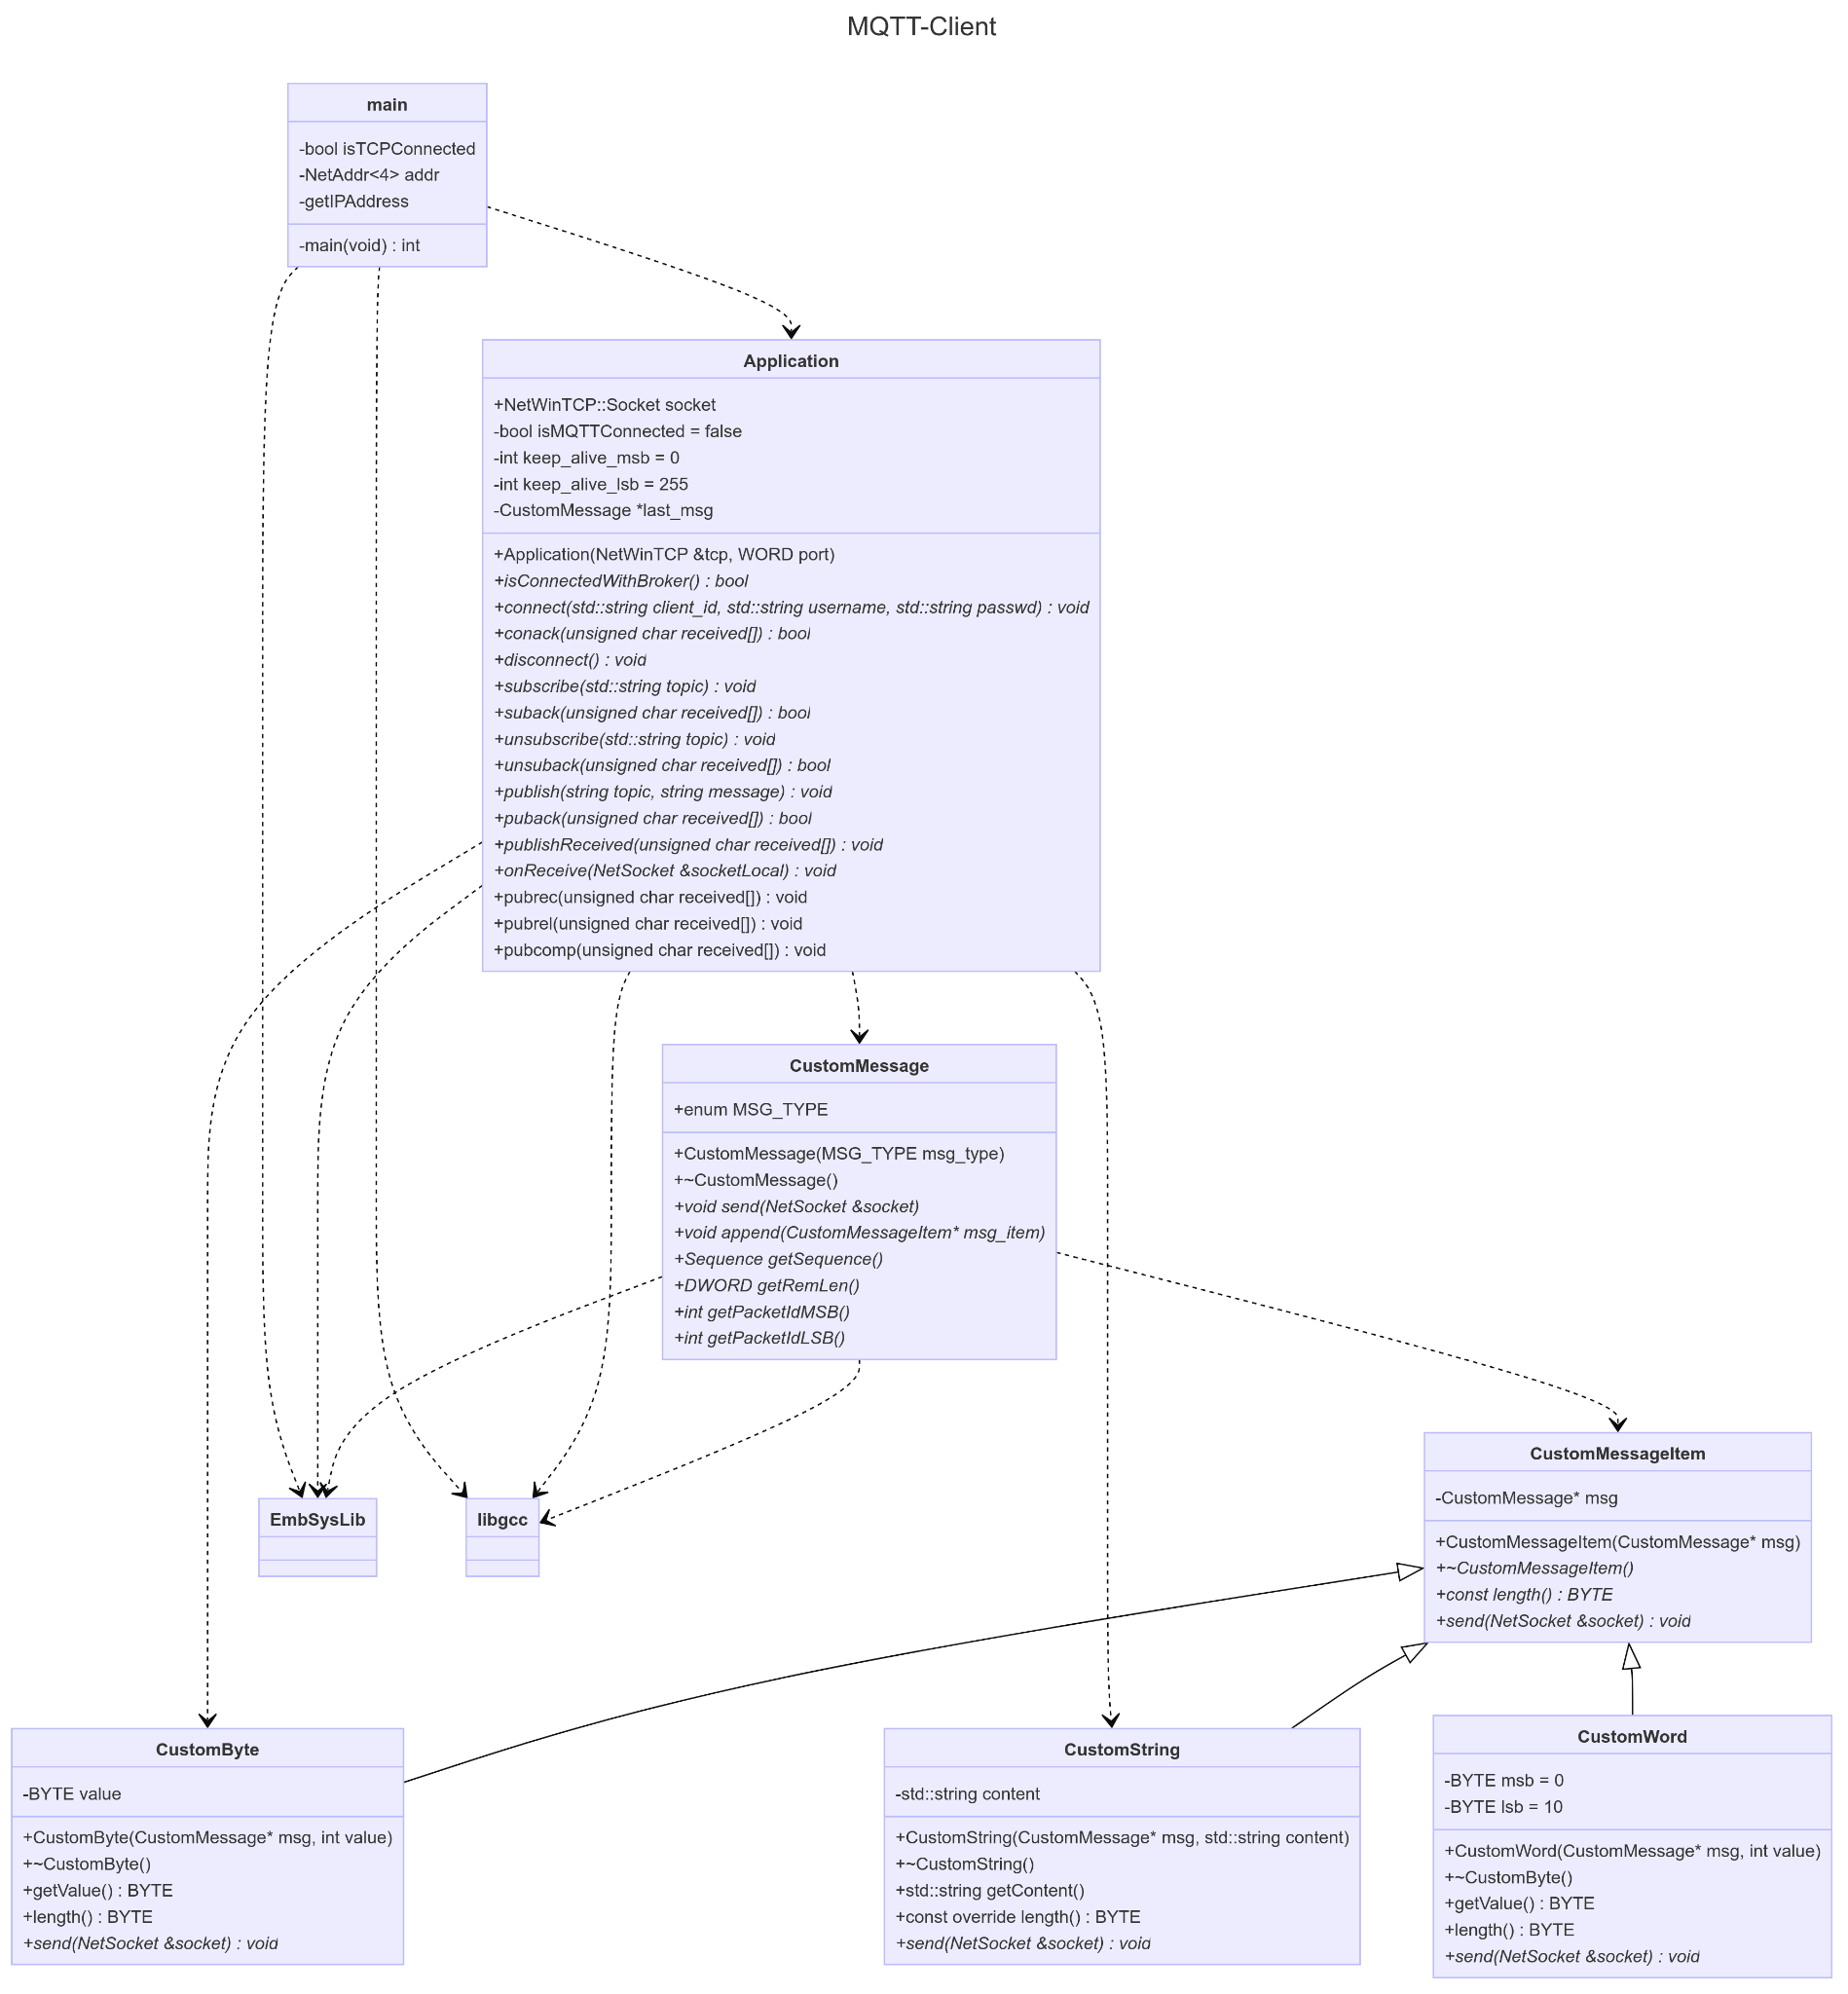 MQTT-Client
main
-bool isTCPConnected
-NetAddr<4> addr
-getIPAddress
-main(void) : int
Application
+NetWinTCP::Socket socket
-bool isMQTTConnected = false
-int keep_alive_msb = 0
-int keep_alive_lsb = 255
-CustomMessage *last_msg
+Application(NetWinTCP &tcp, WORD port)
+isConnectedWithBroker() : bool
+connect(std::string client_id, std::string username, std::string passwd) : void
+conack(unsigned char received[]) : bool
+disconnect() : void
+subscribe(std::string topic) : void
+suback(unsigned char received[]) : bool
+unsubscribe(std::string topic) : void
+unsuback(unsigned char received[]) : bool
+publish(string topic, string message) : void
+puback(unsigned char received[]) : bool
+publishReceived(unsigned char received[]) : void
+onReceive(NetSocket &socketLocal) : void
+pubrec(unsigned char received[]) : void
+pubrel(unsigned char received[]) : void
+pubcomp(unsigned char received[]) : void
CustomMessage
+enum MSG_TYPE
+CustomMessage(MSG_TYPE msg_type)
+~CustomMessage()
+void send(NetSocket &socket)
+void append(CustomMessageItem* msg_item)
+Sequence getSequence()
+DWORD getRemLen()
+int getPacketIdMSB()
+int getPacketIdLSB()
EmbSysLib
libgcc
CustomMessageItem
-CustomMessage* msg
+CustomMessageItem(CustomMessage* msg)
+~CustomMessageItem()
+const length() : BYTE
+send(NetSocket &socket) : void
CustomByte
-BYTE value
+CustomByte(CustomMessage* msg, int value)
+~CustomByte()
+getValue() : BYTE
+length() : BYTE
+send(NetSocket &socket) : void
CustomString
-std::string content
+CustomString(CustomMessage* msg, std::string content)
+~CustomString()
+std::string getContent()
+const override length() : BYTE
+send(NetSocket &socket) : void
CustomWord
-BYTE msb = 0
-BYTE lsb = 10
+CustomWord(CustomMessage* msg, int value)
+~CustomByte()
+getValue() : BYTE
+length() : BYTE
+send(NetSocket &socket) : void